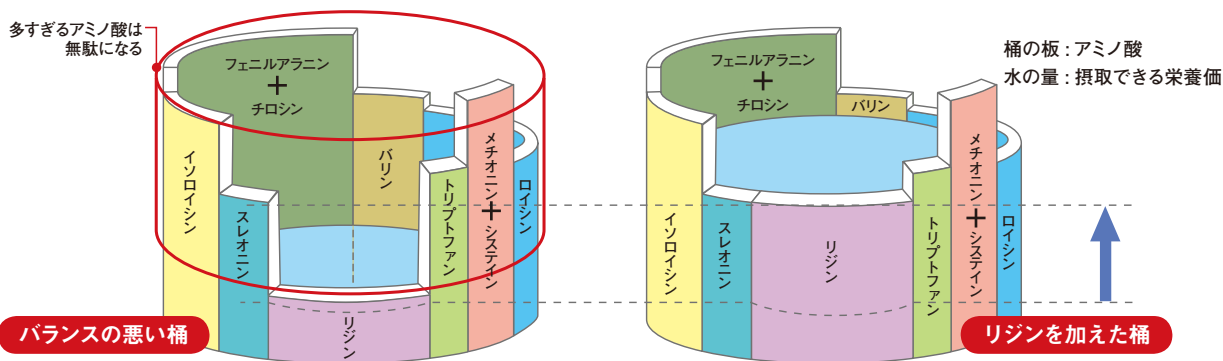 多すぎるアミノ酸は
無駄になる
フェニルアラニン
+
チロシン
バリン
イソロイシン
スレオニン
リジン
トリプトファン
メチオニン+システイン
ロイシン
バランスの悪い桶
フェニルアラニン
+
チロシン
バリン
イソロイシン
スレオニン
リジン
トリプトファン
メチオニン+システイン
ロイシン
桶の板：アミノ酸
水の量：摂取できる栄養価
リジンを加えた桶